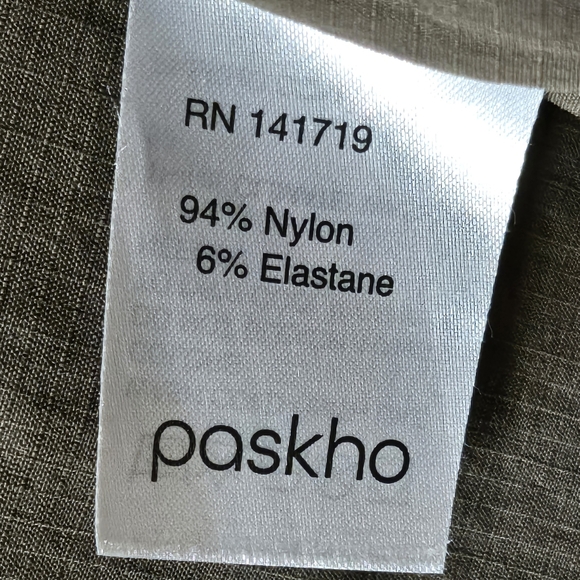 RN 141719
94% Nylon
6% Elastane
paskho